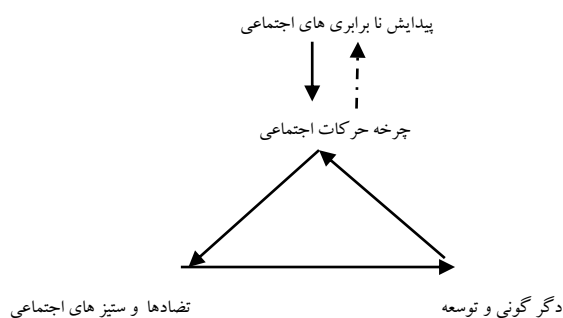 پیدایش نا برابری های اجتماعی
چرخه حرکات اجتماعی
دگر گونی و توسعه
تضادها و ستیز های اجتماعی